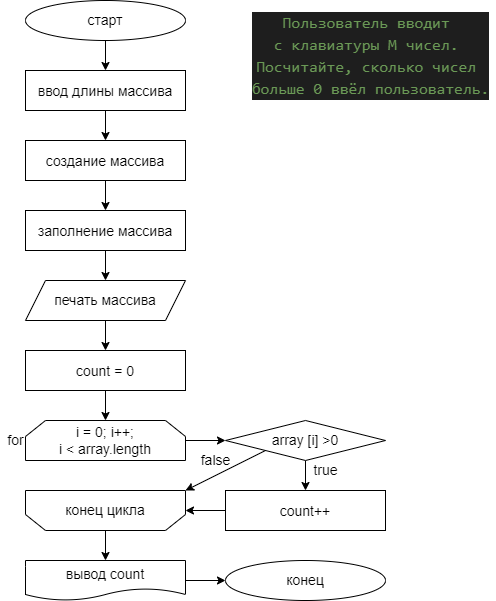 старт
Пользователь вводит
с клавиатуры М чисел.
Посчитайте, сколько чисел
больше 0 ввёл пользователь.
ввод длины массива
создание массива
заполнение массива
печать массива
count = 0
for
i = 0; i++;
i < array.length
array [i] >0
false
true
конец цикла
count++
вывод count
конец